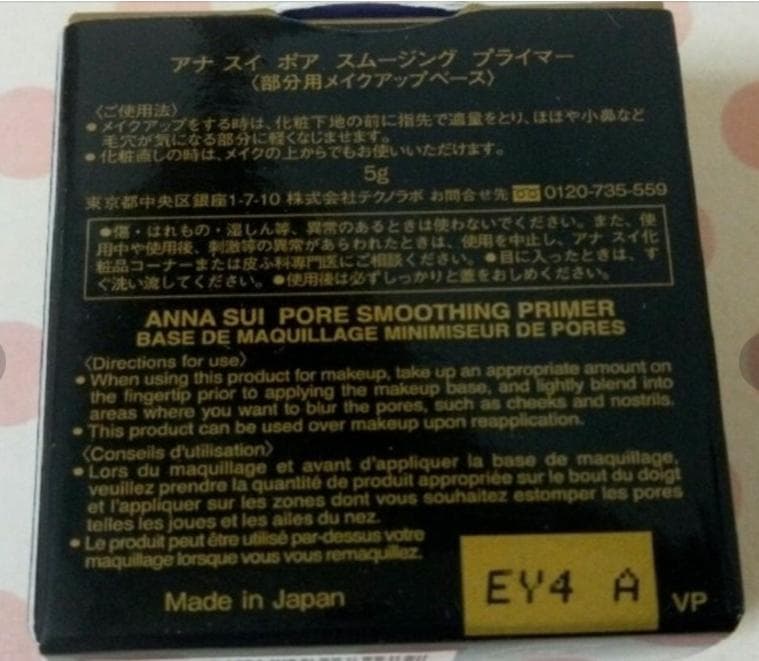 アナ スイ ポア スムージング プライマー
〈部分用メイクアップベース〉
〈ご使用法〉
●メイクアップをする時は、化粧下地の前に指先で適量をとり、ほほや小鼻など
毛穴が気になる部分に軽くなじませます。
●化粧直しの時は、メイクの上からでもお使いいただけます。
5g
東京都中央区銀座1-7-10 株式会社テクノラボ お問合せ先 0120-735-559
●傷・はれもの・湿しん等、異常のあるときは使わないでください。また、使
用中や使用後、刺激等の異常があらわれたときは、使用を中止し、アナ スイ化
粧品コーナーまたは皮ふ科専門医にご相談ください。●目に入ったときは、す
ぐ洗い流してください。●使用後は必ずしっかりと蓋をおしめください。
ANNA SUI PORE SMOOTHING PRIMER
BASE DE MAQUILLAGE MINIMISEUR DE PORES
〈Directions for use〉
●When using this product for makeup, take up an appropriate amount on
the fingertip prior to applying the makeup base, and lightly blend into
areas where you want to blur the pores, such as cheeks and nostrils.
●This product can be used over makeup upon reapplication.
〈Conseils d'utilisation〉
●Lors du maquillage et avant d'appliquer la base de maquillage,
veuillez prendre la quantité de produit appropriée sur le bout du doigt
et l'appliquer sur les zones dont vous souhaitez estomper les pores
telles les joues et les ailes du nez.
●Le produit peut être utilisé par-dessus votre
maquillage lorsque vous vous remaquillez.
Made in Japan
EY4 A
VP